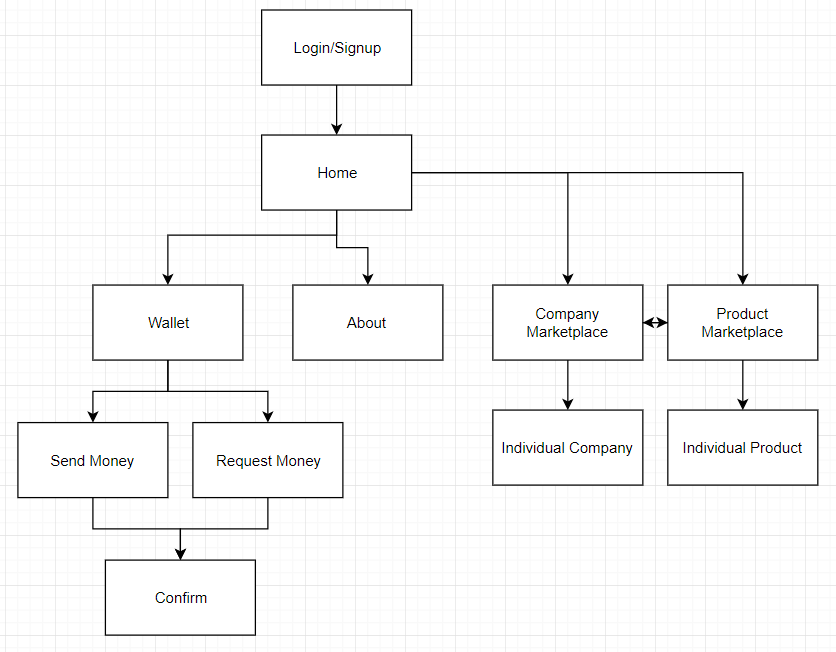 Login/Signup
Home
Wallet
About
Company
Marketplace
Product
Marketplace
Send Money
Request Money
Individual Company
Individual Product
Confirm